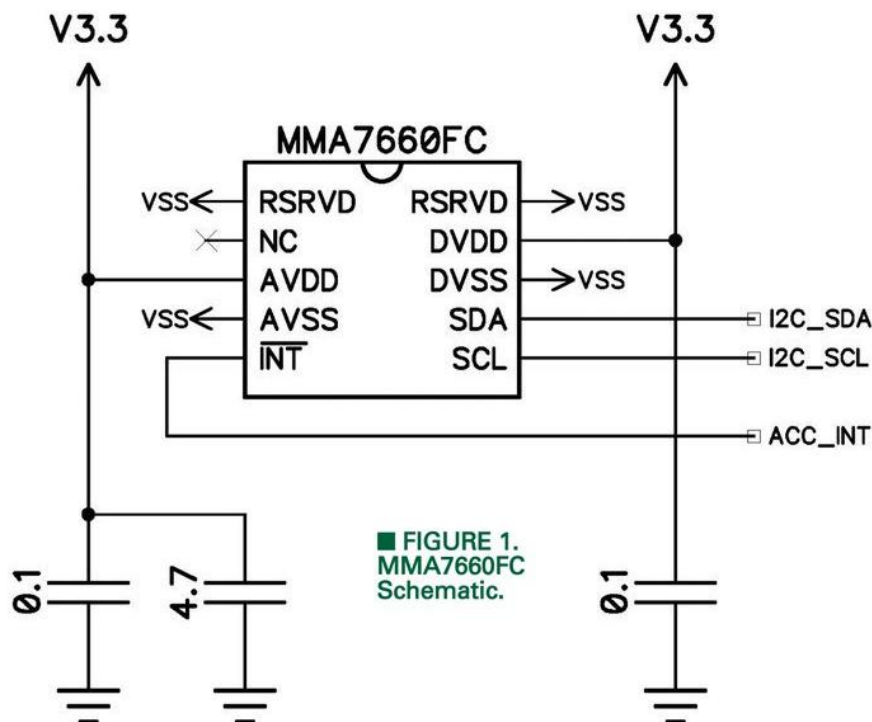 V3.3
V3.3
MMA7660FC
VSS
RSRVD
RSRVD
VSS
NC
DVDD
AVDD
DVSS
VSS
VSS
AVSS
SDA
I2C_SDA
INT
SCL
I2C_SCL
ACC_INT
■ FIGURE 1.
MMA7660FC
Schematic.
0.1
4.7
0.1